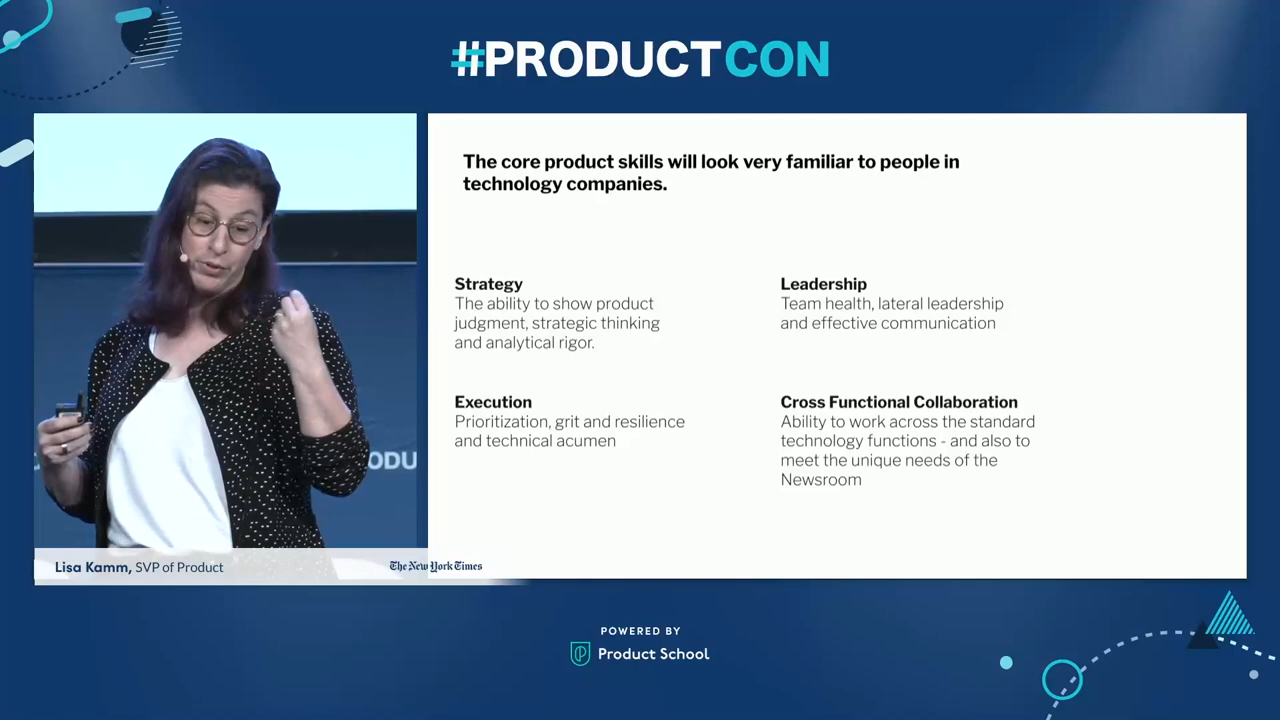 #PRODUCTCON
The core product skills will look very familiar to people in
technology companies.
Strategy
The ability to show product
judgment, strategic thinking
and analytical rigor.
Leadership
Team health, lateral leadership
and effective communication
Execution
Prioritization, grit and resilience
and technical acumen
Cross Functional Collaboration
Ability to work across the standard
technology functions - and also to
meet the unique needs of the
Newsroom
ODU
Lisa Kamm, SVP of Product
The New York Times
POWERED BY
Product School